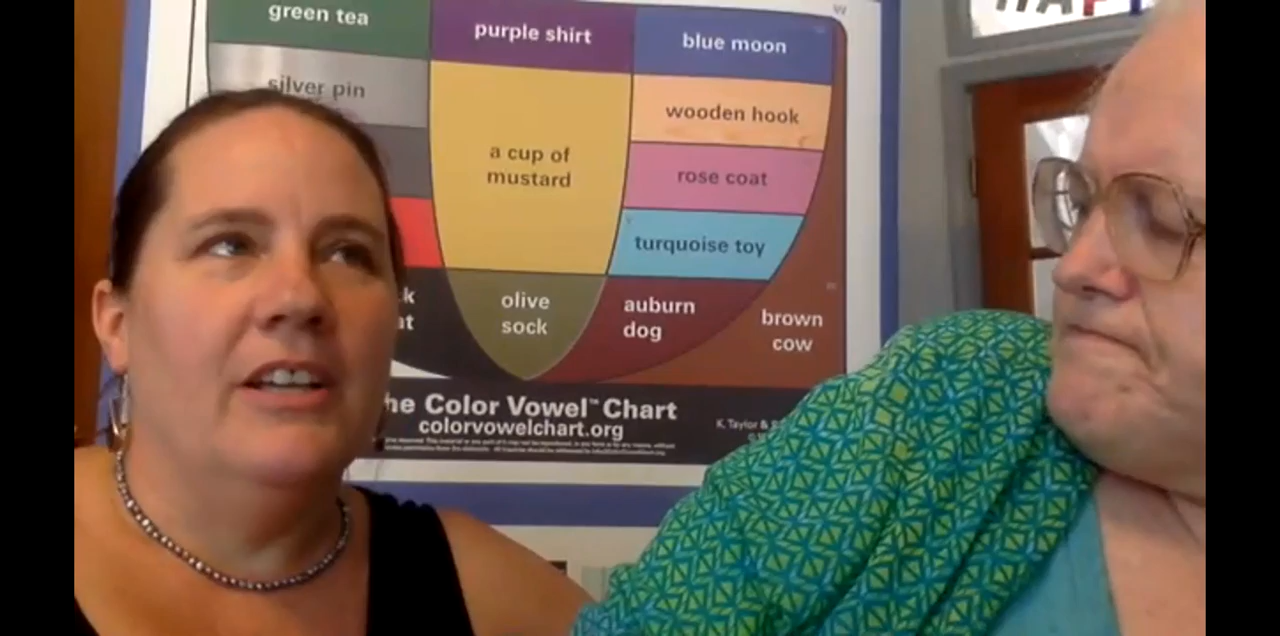 green tea
purple shirt
blue moon
silver pin
wooden hook
a cup of
mustard
rose coat
turquoise toy
olive
sock
auburn
dog
brown
cow
Color Vowel™ Chart
colorvowelchart.org
K. Taylor &